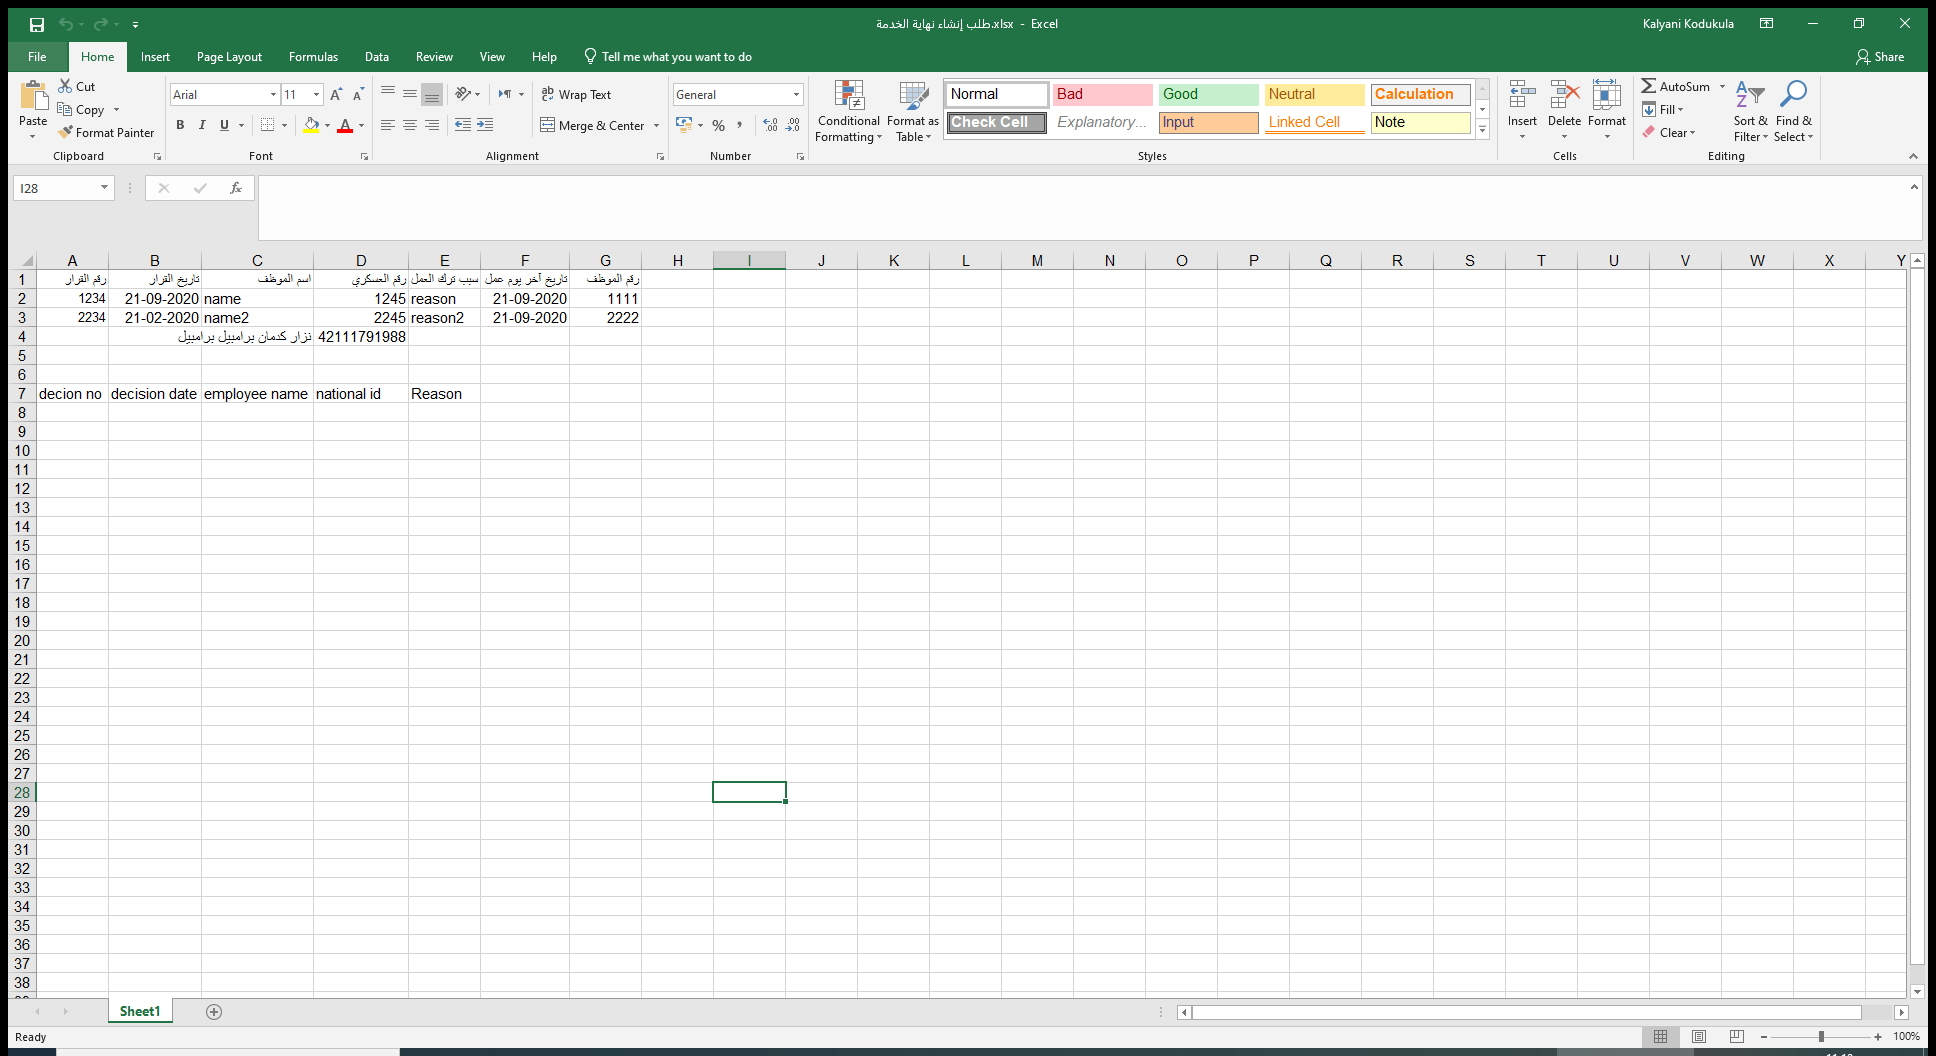 طلب إنشاء نهاية الخدمة.xlsx - Excel
Kalyani Kodukula
File Home Insert Page Layout Formulas Data Review View Help Tell me what you want to do Share
Paste Cut Copy Format Painter
Clipboard
Arial 11
B I U
Font
Wrap Text
Merge & Center
Alignment
General
% ,
Number
Conditional Formatting
Format as Table
Normal Bad Good Neutral Calculation
Check Cell Explanatory... Input Linked Cell Note
Styles
Insert Delete Format
Cells
AutoSum
Fill
Clear
Sort & Filter
Find & Select
Editing
I28 fx
A B C D E F G H I J K L M N O P Q R S T U V W X Y
1 رقم القرار تاريخ القرار اسم الموظف رقم العسكري سبب ترك العمل تاريخ آخر يوم عمل رقم الموظف
2 1234 21-09-2020 name 1245 reason 21-09-2020 1111
3 2234 21-02-2020 name2 2245 reason2 21-09-2020 2222
4 نزار كدمان برامبيل برامبيل 42111791988
5
6
7 decion no decision date employee name national id Reason
8
9
10
11
12
13
14
15
16
17
18
19
20
21
22
23
24
25
26
27
28
29
30
31
32
33
34
35
36
37
38
Sheet1
Ready 100%